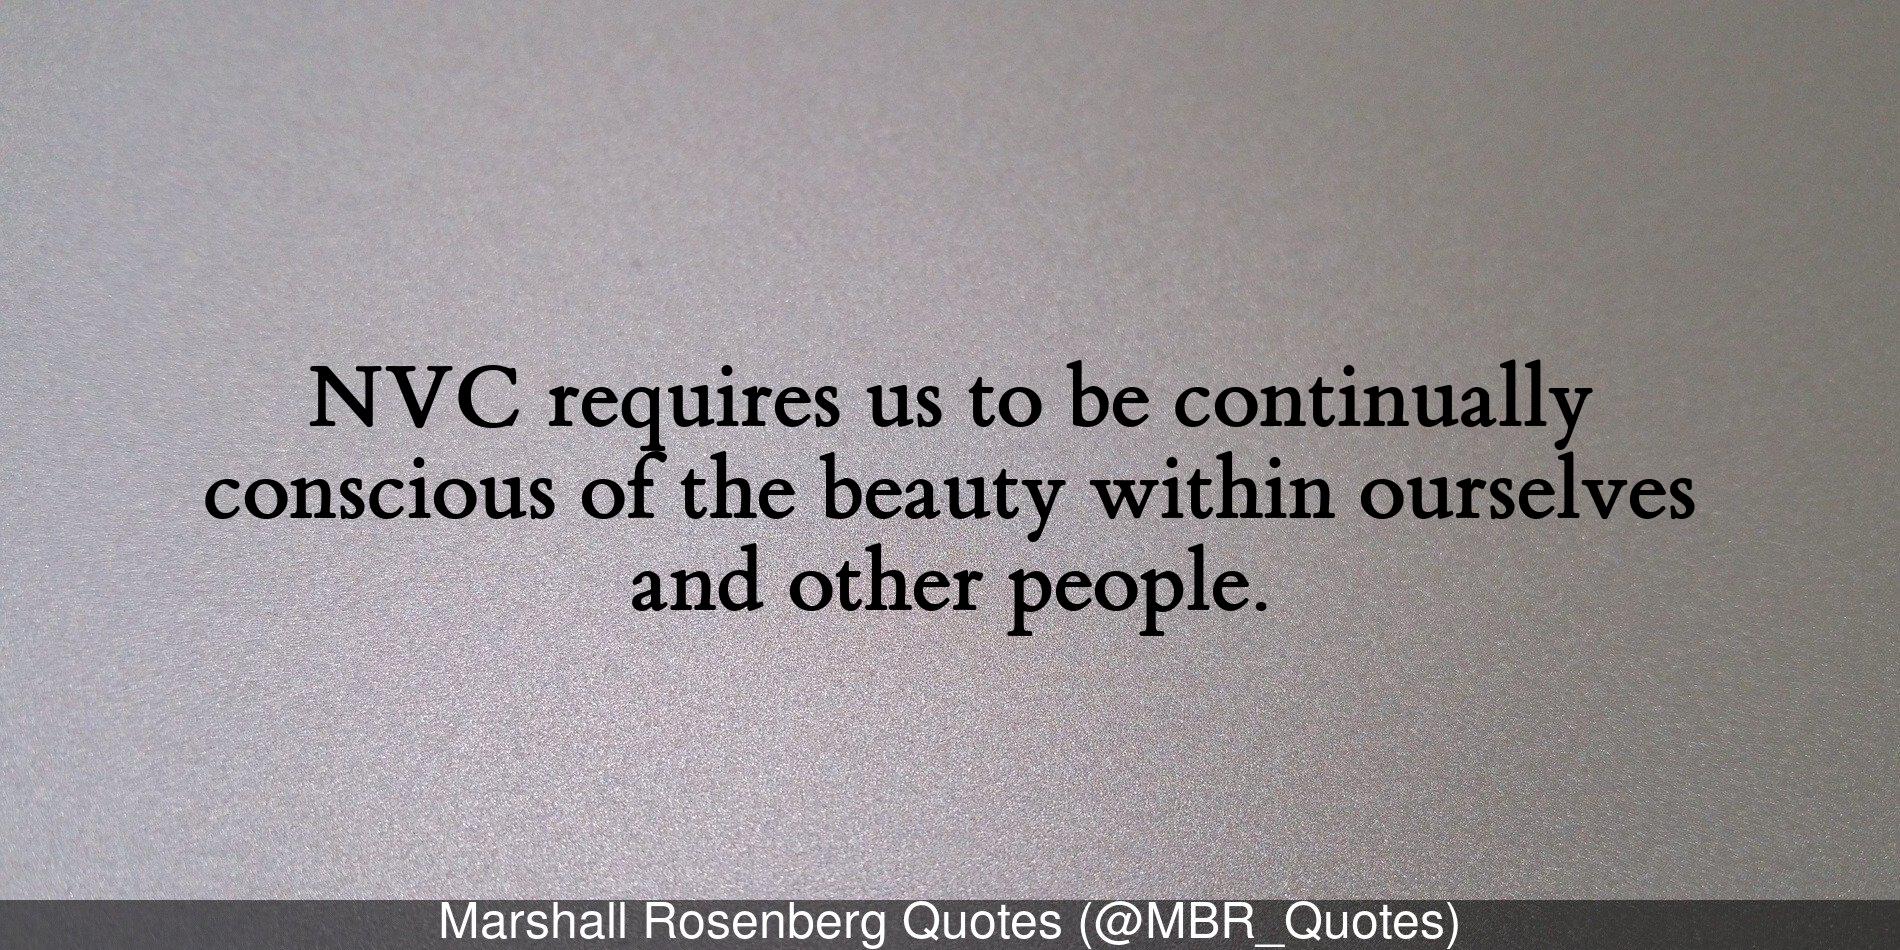 NVC requires us to be continually
conscious of the beauty within ourselves
and other people.
Marshall Rosenberg Quotes (@MBR_Quotes)